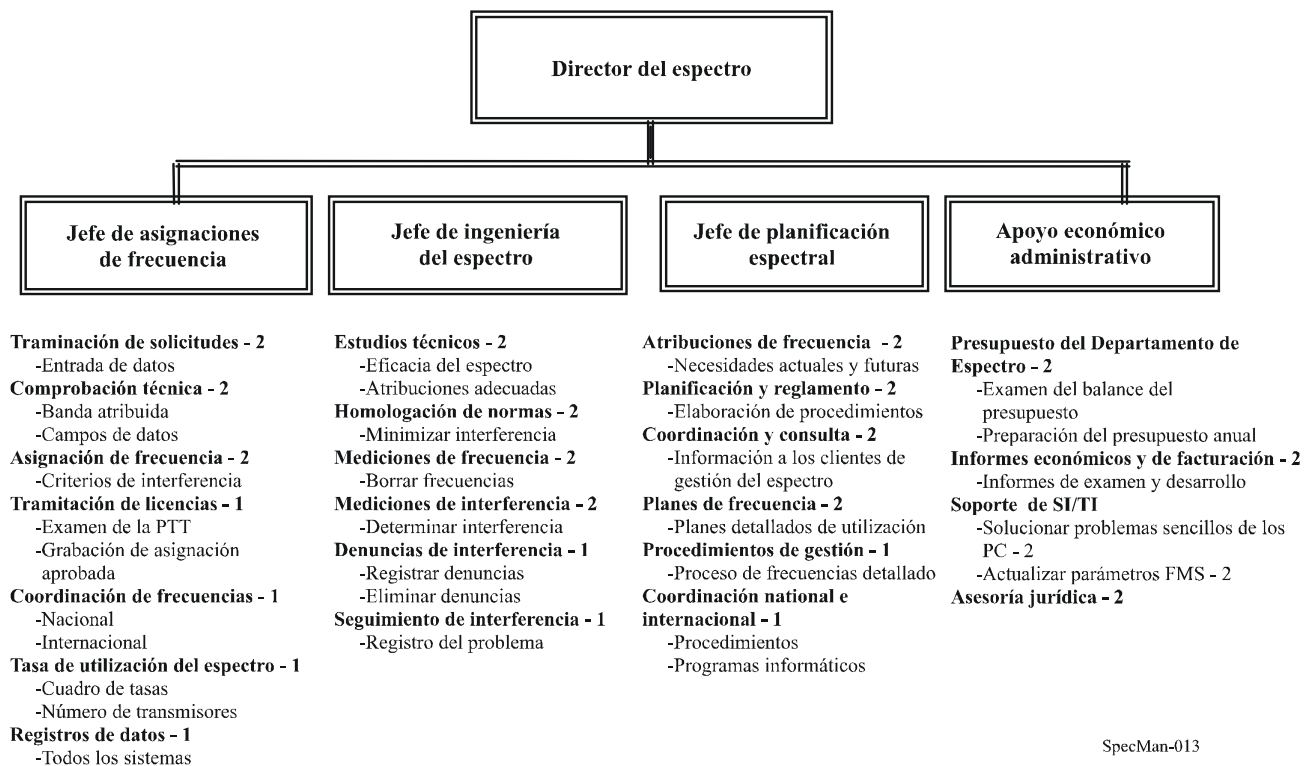 Director del espectro
Jefe de asignaciones
de frecuencia
Jefe de ingeniería
del espectro
Jefe de planificación
espectral
Apoyo económico
administrativo
Traminación de solicitudes - 2
-Entrada de datos
Comprobación técnica - 2
-Banda atribuida
-Campos de datos
Asignación de frecuencia - 2
-Criterios de interferencia
Tramitación de licencias - 1
-Examen de la PTT
-Grabación de asignación
aprobada
Coordinación de frecuencias - 1
-Nacional
-Internacional
Tasa de utilización del espectro - 1
-Cuadro de tasas
-Número de transmisores
Registros de datos - 1
-Todos los sistemas
Estudios técnicos - 2
-Eficacia del espectro
-Atribuciones adecuadas
Homologación de normas - 2
-Minimizar interferencia
Mediciones de frecuencia - 2
-Borrar frecuencias
Mediciones de interferencia - 2
-Determinar interferencia
Denuncias de interferencia - 1
-Registrar denuncias
-Eliminar denuncias
Seguimiento de interferencia - 1
-Registro del problema
Atribuciones de frecuencia - 2
-Necesidades actuales y futuras
Planificación y reglamento - 2
-Elaboración de procedimientos
Coordinación y consulta - 2
-Información a los clientes de
gestión del espectro
Planes de frecuencia - 2
-Planes detallados de utilización
Procedimientos de gestión - 1
-Proceso de frecuencias detallado
Coordinación national e
internacional - 1
-Procedimientos
-Programas informáticos
Presupuesto del Departamento de
Espectro - 2
-Examen del balance del
presupuesto
-Preparación del presupuesto anual
Informes económicos y de facturación - 2
-Informes de examen y desarrollo
Soporte de SI/TI
-Solucionar problemas sencillos de los
PC - 2
-Actualizar parámetros FMS - 2
Asesoría jurídica - 2
SpecMan-013